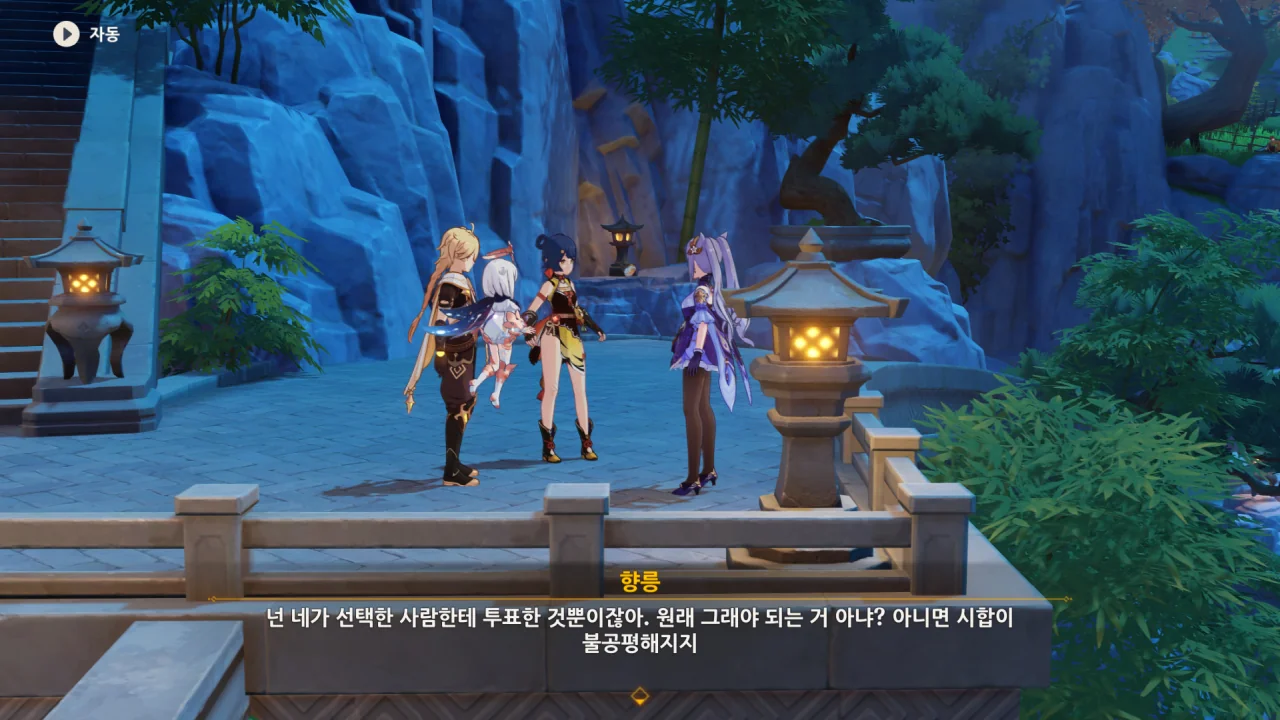 자동
향릉
넌 네가 선택한 사람한테 투표한 것뿐이잖아. 원래 그래야 되는 거 아냐? 아니면 시합이
불공평해지지